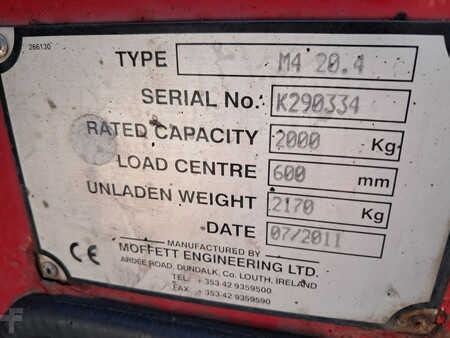 266130
TYPE M4 20.4
SERIAL No. K290334
RATED CAPACITY 2000 Kg
LOAD CENTRE 600 mm
UNLADEN WEIGHT 2170 Kg
DATE 07/2011
MANUFACTURED BY
MOFFETT ENGINEERING LTD.
ARDEE ROAD, DUNDALK, Co. LOUTH, IRELAND
TEL. +353 42 9359500
FAX +353 42 9359590
CE